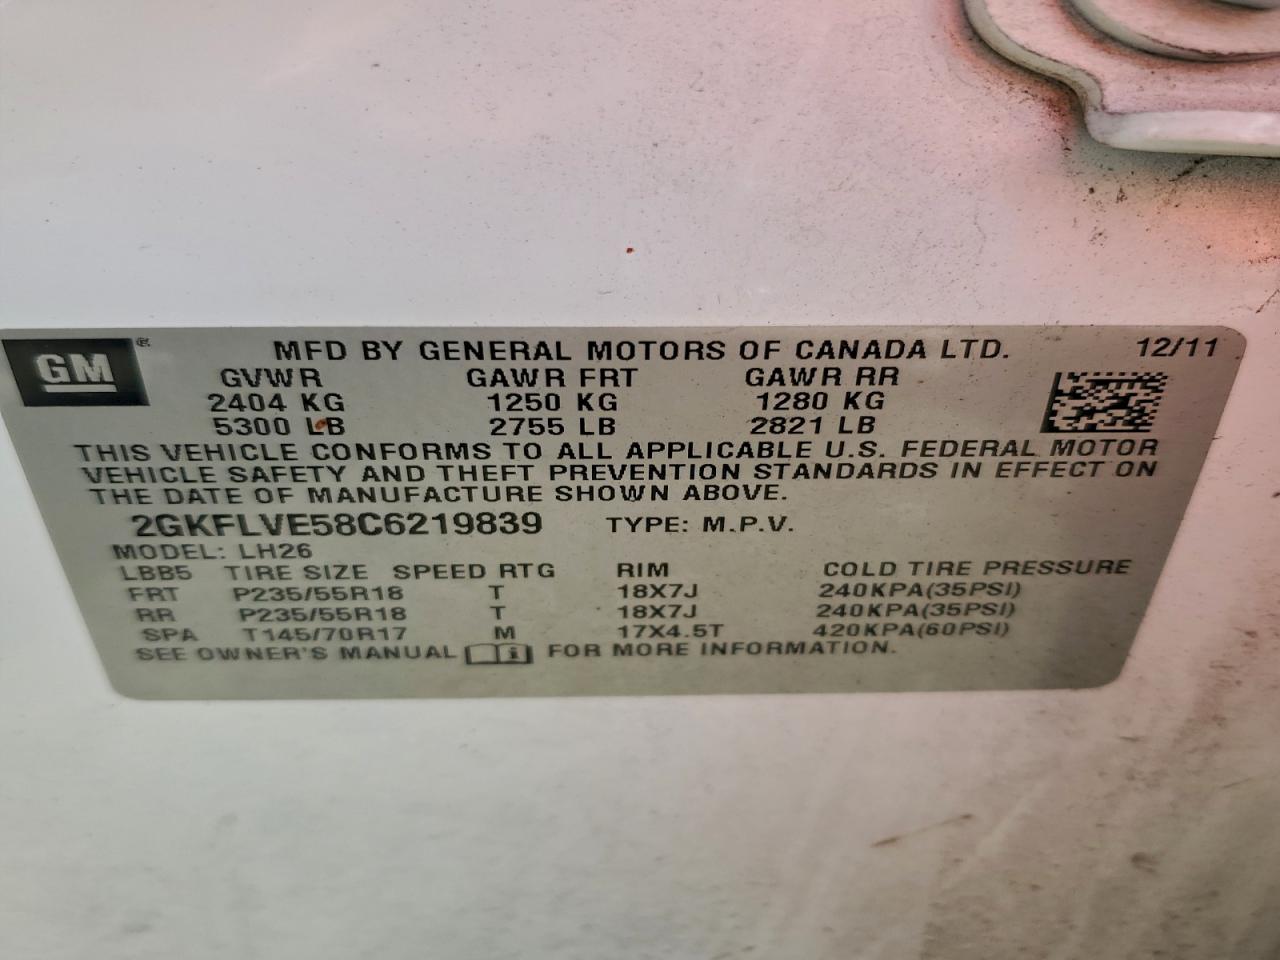 GM® MFD BY GENERAL MOTORS OF CANADA LTD. 12/11
GVWR GAWR FRT GAWR RR
2404 KG 1250 KG 1280 KG
5300 LB 2755 LB 2821 LB
THIS VEHICLE CONFORMS TO ALL APPLICABLE U.S. FEDERAL MOTOR
VEHICLE SAFETY AND THEFT PREVENTION STANDARDS IN EFFECT ON
THE DATE OF MANUFACTURE SHOWN ABOVE.
2GKFLVE58C6219839 TYPE: M.P.V.
MODEL: LH26
LBB5 TIRE SIZE SPEED RTG RIM COLD TIRE PRESSURE
FRT P235/55R18 T 18X7J 240KPA(35PSI)
RR P235/55R18 T 18X7J 240KPA(35PSI)
SPA T145/70R17 M 17X4.5T 420KPA(60PSI)
SEE OWNER'S MANUAL i FOR MORE INFORMATION.